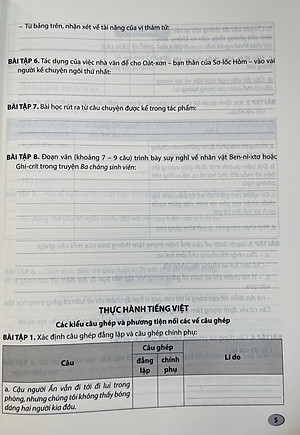 – Từ bảng trên, nhận xét về tài năng của vị thám tử:
BÀI TẬP 6. Tác dụng của việc nhà văn để cho Oát-xơn – bạn thân của Sơ-lốc Hôm – vào vai
người kể chuyện ngôi thứ nhất:
BÀI TẬP 7. Bài học rút ra từ câu chuyện được kể trong tác phẩm:
BÀI TẬP 8. Đoạn văn (khoảng 7 – 9 câu) trình bày suy nghĩ về nhân vật Ben-ni-xtơ hoặc
Ghi-crít trong truyện Ba chàng sinh viên:
THỰC HÀNH TIẾNG VIỆT
Các kiểu câu ghép và phương tiện nối các vế câu ghép
BÀI TẬP 1. Xác định câu ghép đẳng lập và câu ghép chính phụ:
Câu
Câu ghép
đẳng
lập
chính
phụ
Lí do
a. Cậu người Ấn vẫn đi tới đi lui trong
phòng, nhưng chúng tôi không thấy bóng
dáng hai người kia đâu.
5